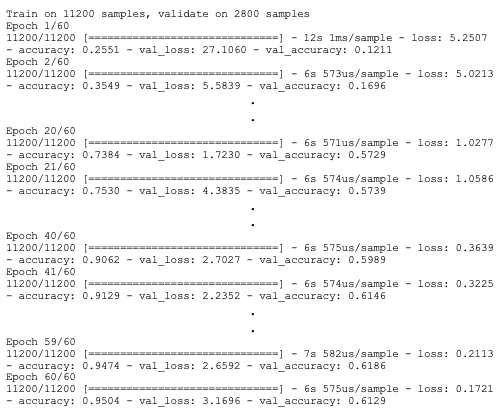 Train on 11200 samples, validate on 2800 samples
Epoch 1/60
11200/11200 [==============================] - 12s 1ms/sample - loss: 5.2507
- accuracy: 0.2551 - val_loss: 27.1060 - val_accuracy: 0.1211
Epoch 2/60
11200/11200 [==============================] - 6s 573us/sample - loss: 5.0213
- accuracy: 0.3549 - val_loss: 5.5839 - val_accuracy: 0.1696
.
.
Epoch 20/60
11200/11200 [==============================] - 6s 571us/sample - loss: 1.0277
- accuracy: 0.7384 - val_loss: 1.7230 - val_accuracy: 0.5729
Epoch 21/60
11200/11200 [==============================] - 6s 574us/sample - loss: 1.0586
- accuracy: 0.7530 - val_loss: 4.3835 - val_accuracy: 0.5739
.
.
Epoch 40/60
11200/11200 [==============================] - 6s 575us/sample - loss: 0.3639
- accuracy: 0.9062 - val_loss: 2.7027 - val_accuracy: 0.5989
Epoch 41/60
11200/11200 [==============================] - 6s 574us/sample - loss: 0.3225
- accuracy: 0.9129 - val_loss: 2.2352 - val_accuracy: 0.6146
.
.
Epoch 59/60
11200/11200 [==============================] - 7s 582us/sample - loss: 0.2113
- accuracy: 0.9474 - val_loss: 2.6592 - val_accuracy: 0.6186
Epoch 60/60
11200/11200 [==============================] - 6s 575us/sample - loss: 0.1721
- accuracy: 0.9504 - val_loss: 3.1696 - val_accuracy: 0.6129